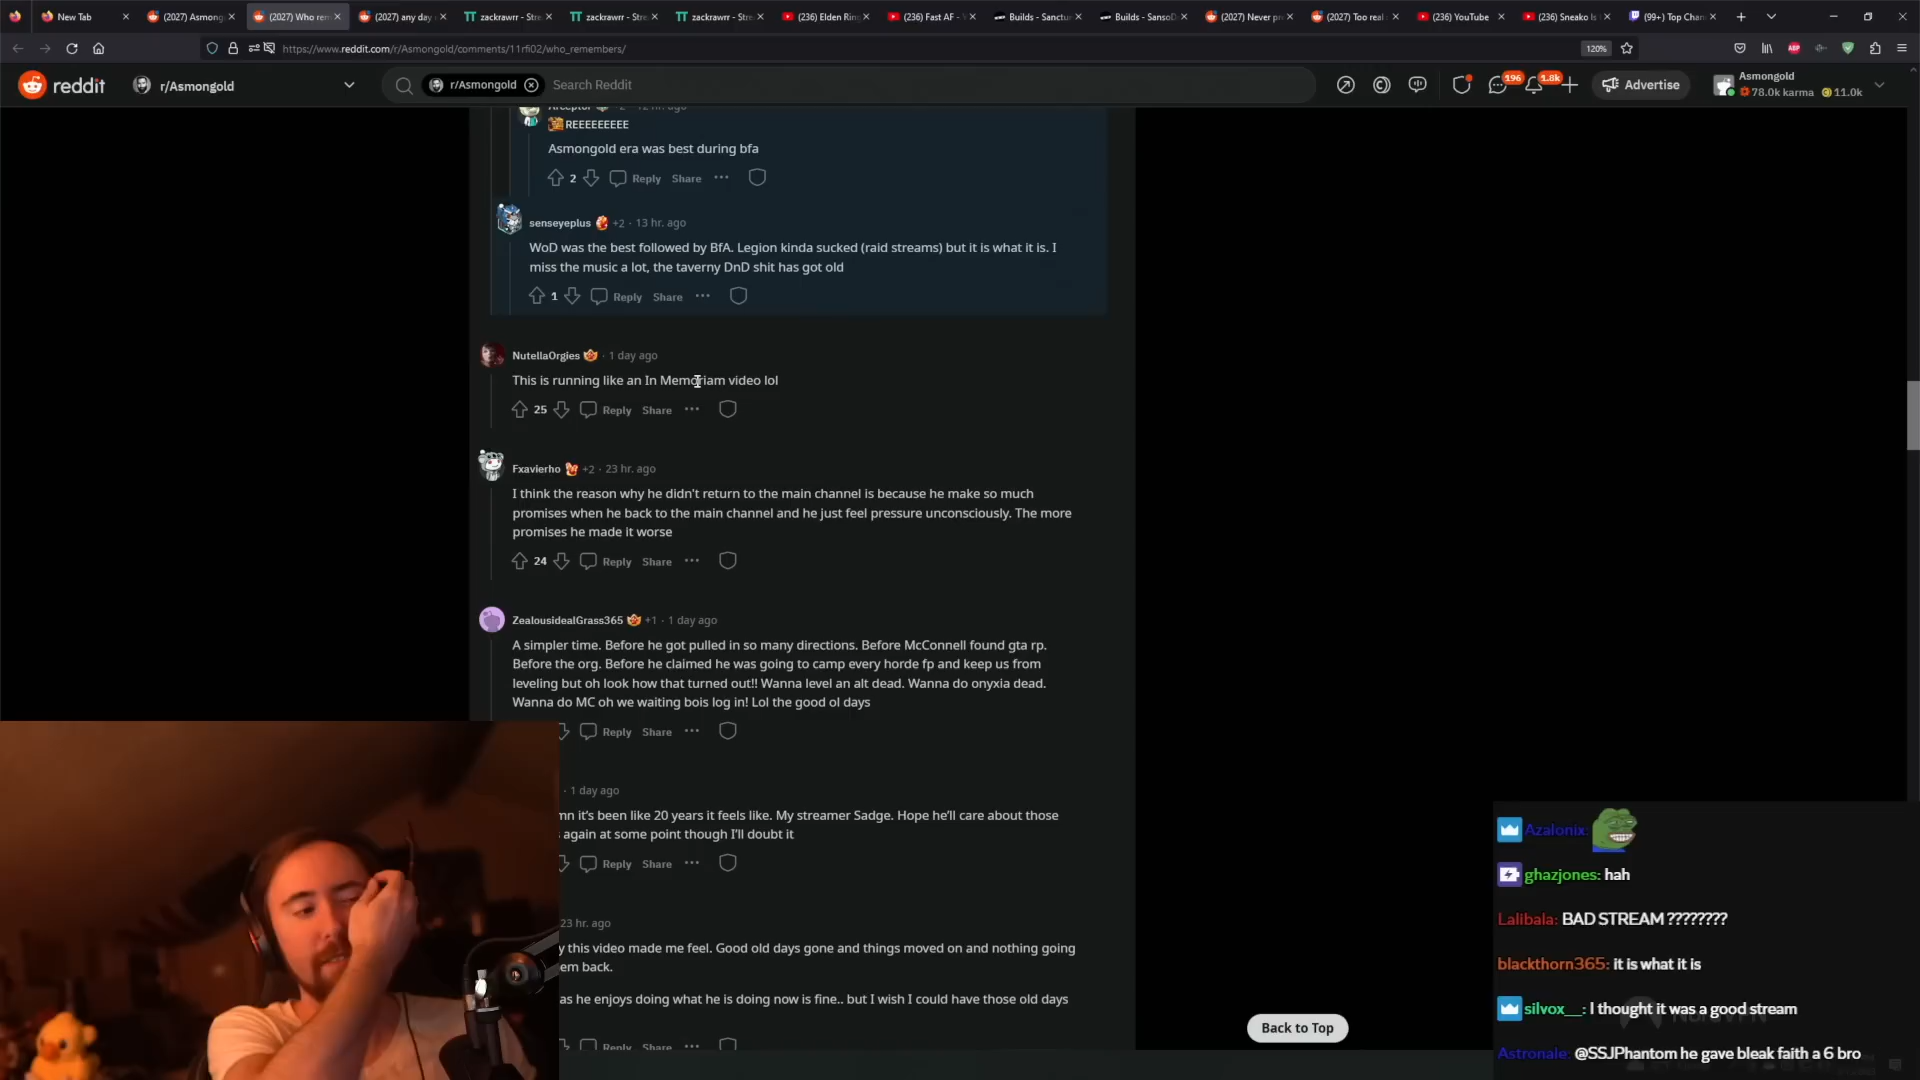 New Tab
(2027) Asmong
(2027) Who rem
(2027) any day
zackrawrr - Stre
zackrawrr - Stre
zackrawrr - Stre
(236) Elden Rin
(236) Fast AF -
Builds - Sanctu
Builds - SansoD
(2027) Never p
(2027) Too real
(236) YouTube
(236) Sneako Is
(99+) Top Chan
https://www.reddit.com/r/Asmongold/comments/11rfi02/who_remembers/
120%
reddit
r/Asmongold
r/Asmongold
Search Reddit
196
1.8k
Advertise
Asmongold
78.0k karma
11.0k
REEEEEEEEE
Asmongold era was best during bfa
2
Reply
Share
senseyeplus +2 · 13 hr. ago
WoD was the best followed by BfA. Legion kinda sucked (raid streams) but it is what it is. I
miss the music a lot, the taverny DnD shit has got old
1
Reply
Share
NutellaOrgies · 1 day ago
This is running like an In Memoriam video lol
25
Reply
Share
Fxavierho +2 · 23 hr. ago
I think the reason why he didn't return to the main channel is because he make so much
promises when he back to the main channel and he just feel pressure unconsciously. The more
promises he made it worse
24
Reply
Share
ZealousidealGrass365 +1 · 1 day ago
A simpler time. Before he got pulled in so many directions. Before McConnell found gta rp.
Before the org. Before he claimed he was going to camp every horde fp and keep us from
leveling but oh look how that turned out!! Wanna level an alt dead. Wanna do onyxia dead.
Wanna do MC oh we waiting bois log in! Lol the good ol days
Reply
Share
· 1 day ago
mn it's been like 20 years it feels like. My streamer Sadge. Hope he'll care about those
again at some point though I'll doubt it
Reply
Share
23 hr. ago
y this video made me feel. Good old days gone and things moved on and nothing going
em back.
as he enjoys doing what he is doing now is fine.. but I wish I could have those old days
Reply
Share
Back to Top
Azalonix:
ghazjones: hah
Lalibala: BAD STREAM ????????
blackthorn365: it is what it is
silvox__: I thought it was a good stream
Astronale: @SSJPhantom he gave bleak faith a 6 bro